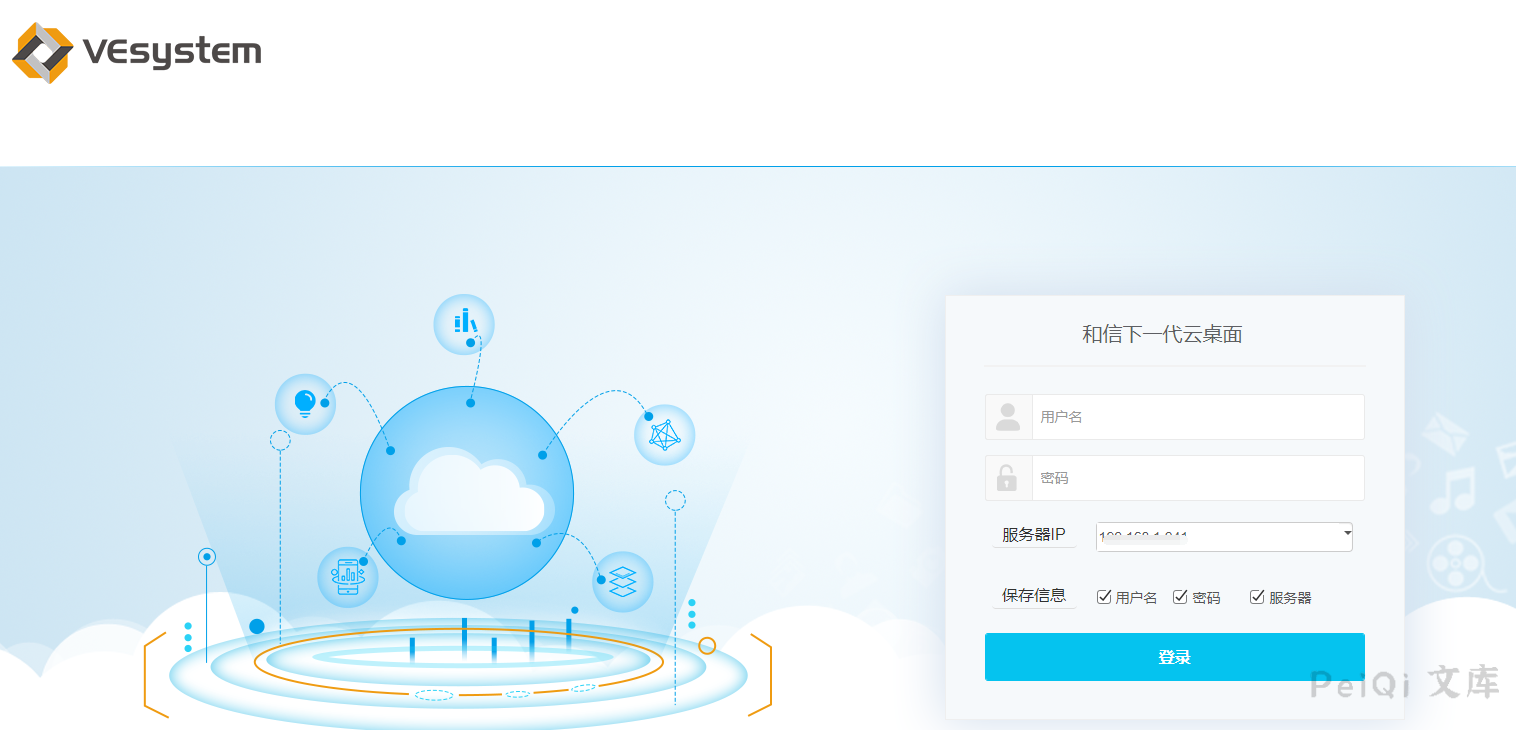 VEsystem
和信下一代云桌面
用户名
密码
服务器IP
保存信息 用户名 密码 服务器
登录
PeiQi 文库